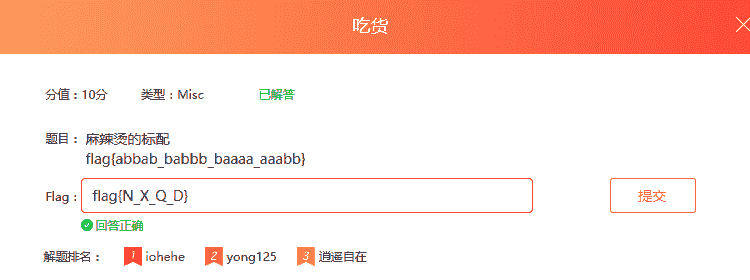 吃货
分值：10分 类型：Misc 已解答
题目： 麻辣烫的标配
flag{abbab_babbb_baaaa_aaabb}
Flag： flag{N_X_Q_D} 提交
回答正确
解题排名： 1 iohehe 2 yong125 3 逍遥自在